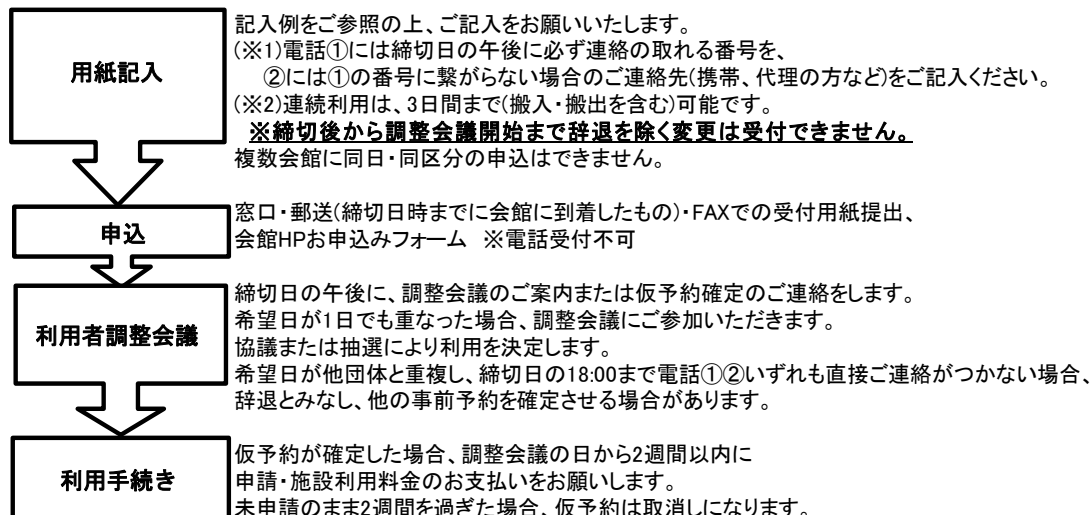 用紙記入
記入例をご参照の上、ご記入をお願いいたします。
(※1)電話①には締切日の午後に必ず連絡の取れる番号を、
②には①の番号に繋がらない場合のご連絡先(携帯、代理の方など)をご記入ください。
(※2)連続利用は、3日間まで(搬入・搬出を含む)可能です。
※締切後から調整会議開始まで辞退を除く変更は受付できません。
複数会館に同日・同区分の申込はできません。
申込
窓口・郵送(締切日時までに会館に到着したもの)・FAXでの受付用紙提出、
会館HPお申込みフォーム ※電話受付不可
利用者調整会議
締切日の午後に、調整会議のご案内または仮予約確定のご連絡をします。
希望日が1日でも重なった場合、調整会議にご参加いただきます。
協議または抽選により利用を決定します。
希望日が他団体と重複し、締切日の18:00まで電話①②いずれも直接ご連絡がつかない場合、
辞退とみなし、他の事前予約を確定させる場合があります。
利用手続き
仮予約が確定した場合、調整会議の日から2週間以内に
申請・施設利用料金のお支払いをお願いします。
未申請のまま2週間を過ぎた場合、仮予約は取消しになります。